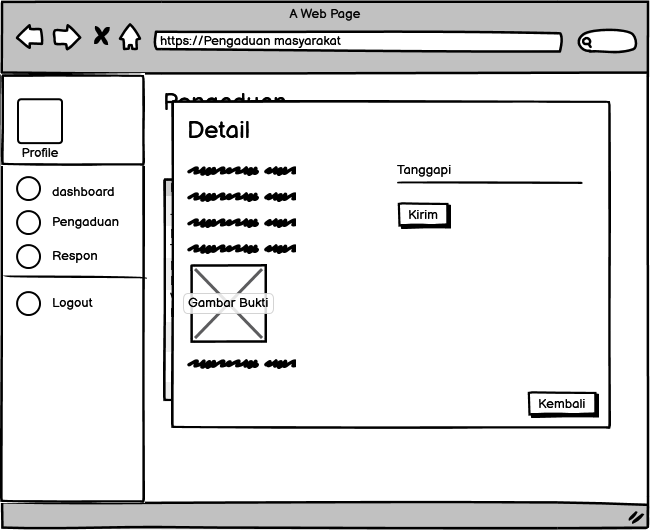 A Web Page
https://Pengaduan masyarakat
Profile
dashboard
Pengaduan
Respon
Logout
Pengaduan
Detail
Tanggapi
Kirim
Gambar Bukti
Kembali